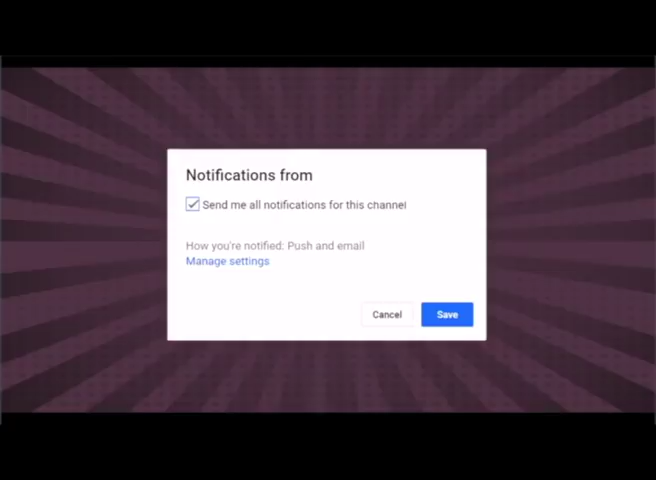 Notifications from
Send me all notifications for this channel
How you're notified: Push and email
Manage settings
Cancel
Save